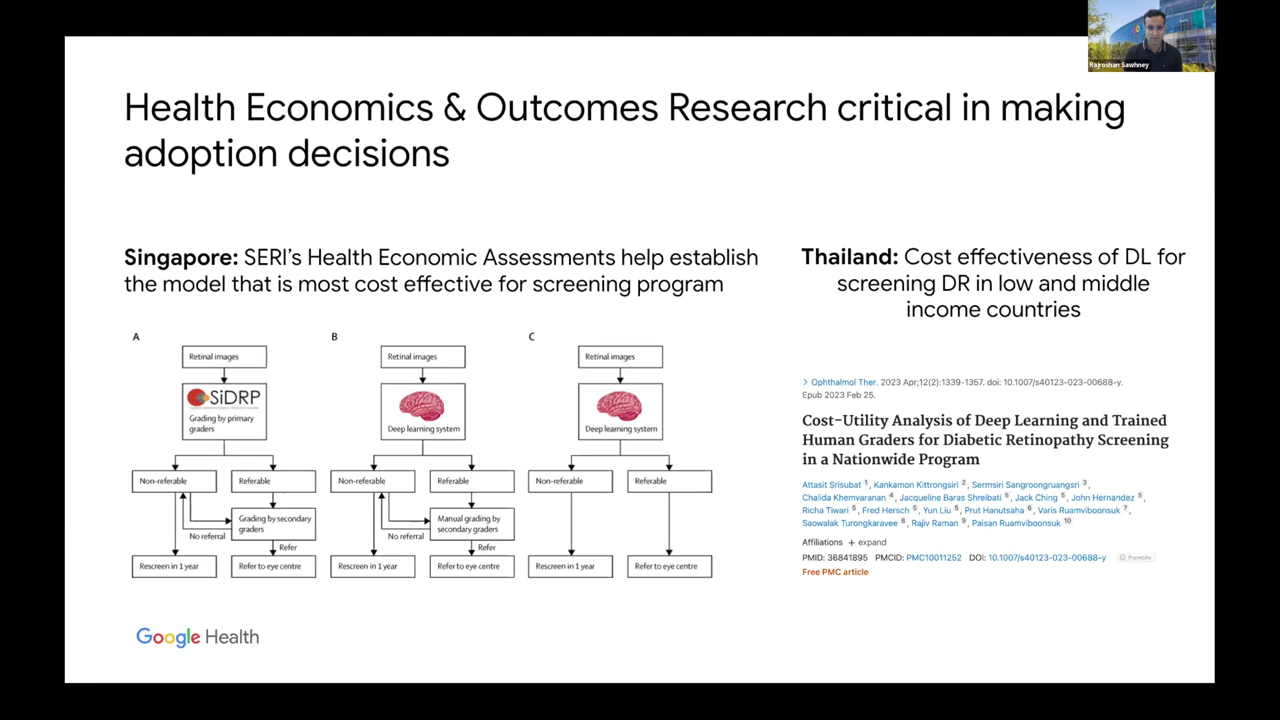 Rajroshan Sawhney
Health Economics & Outcomes Research critical in making
adoption decisions
Singapore: SERI's Health Economic Assessments help establish
the model that is most cost effective for screening program
A
Retinal images
SiDRP
Grading by primary
graders
Non-referable
Referable
Grading by secondary
graders
No referral
Refer
Rescreen in 1 year
Refer to eye centre
B
Retinal images
Deep learning system
Non-referable
Referable
Manual grading by
secondary graders
No referral
Refer
Rescreen in 1 year
Refer to eye centre
C
Retinal images
Deep learning system
Non-referable
Referable
Rescreen in 1 year
Refer to eye centre
Thailand: Cost effectiveness of DL for
screening DR in low and middle
income countries
> Ophthalmol Ther. 2023 Apr;12(2):1339-1357. doi: 10.1007/s40123-023-00688-y.
Epub 2023 Feb 25.
Cost-Utility Analysis of Deep Learning and Trained
Human Graders for Diabetic Retinopathy Screening
in a Nationwide Program
Attasit Srisubat 1, Kankamon Kittrongsiri 2, Sermsiri Sangroongruangsri 3,
Chalida Khemvaranan 4, Jacqueline Baras Shreibati 5, Jack Ching 5, John Hernandez 5,
Richa Tiwari 5, Fred Hersch 5, Yun Liu 5, Prut Hanutsaha 6, Varis Ruamviboonsuk 7,
Saowalak Turongkaravee 8, Rajiv Raman 9, Paisan Ruamviboonsuk 10
Affiliations + expand
PMID: 36841895 PMCID: PMC10011252 DOI: 10.1007/s40123-023-00688-y
Free PMC article
Google Health